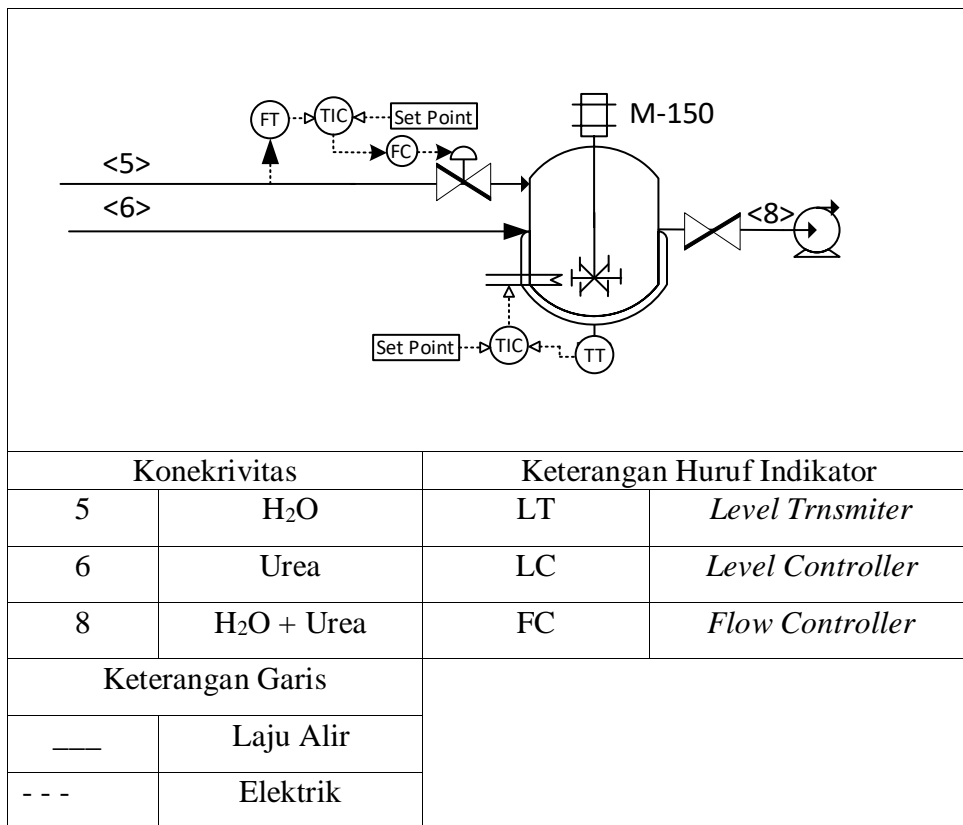 M-150
FT TIC Set Point
FC
<5>
<6>
<8>
Set Point TIC TT
Konekrivitas Keterangan Huruf Indikator
5 H₂O LT Level Trnsmiter
6 Urea LC Level Controller
8 H₂O + Urea FC Flow Controller
Keterangan Garis
___ Laju Alir
- - - Elektrik